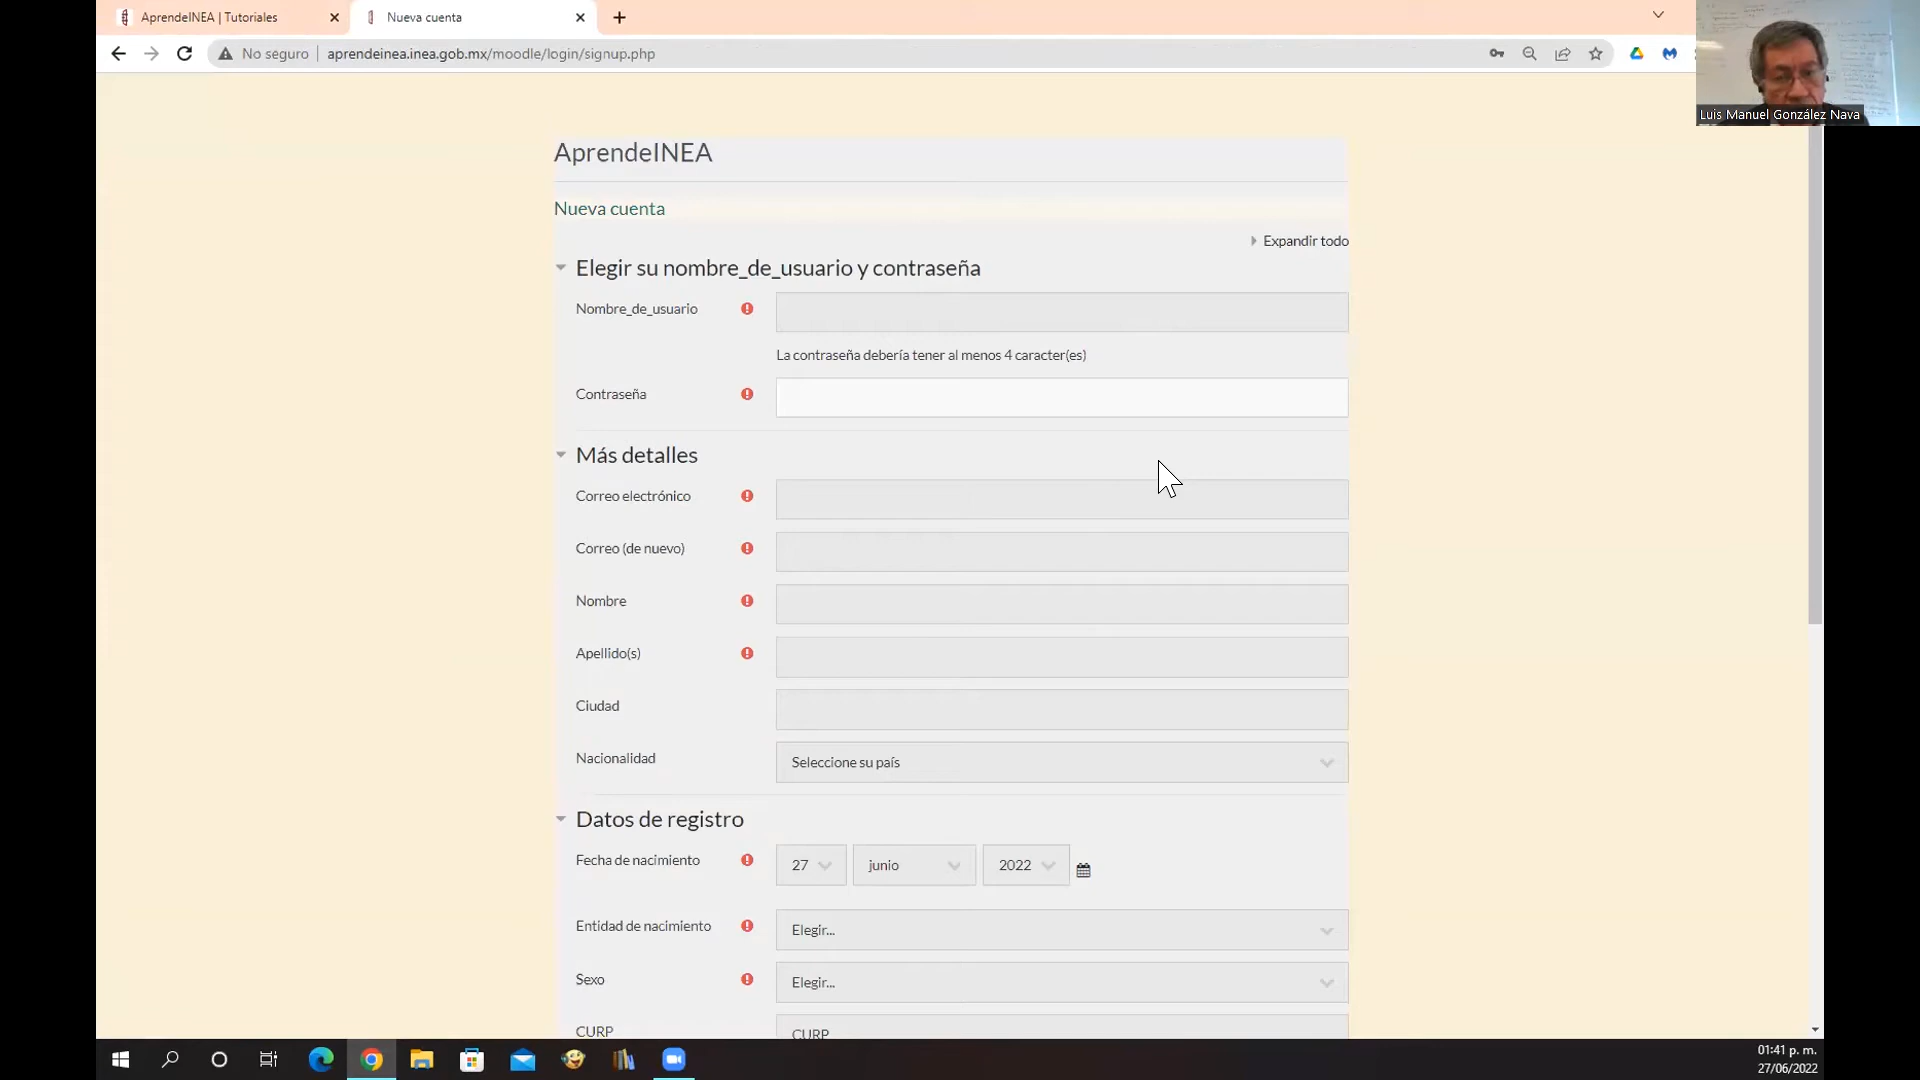 AprendeINEA | Tutoriales
Nueva cuenta
No seguro
aprendeinea.inea.gob.mx/moodle/login/signup.php
Luis Manuel González Nava
AprendeINEA
Nueva cuenta
Expandir todo
Elegir su nombre_de_usuario y contraseña
Nombre_de_usuario
La contraseña debería tener al menos 4 caracter(es)
Contraseña
Más detalles
Correo electrónico
Correo (de nuevo)
Nombre
Apellido(s)
Ciudad
Nacionalidad
Seleccione su país
Datos de registro
Fecha de nacimiento
27
junio
2022
Entidad de nacimiento
Elegir...
Sexo
Elegir...
CURP
CURP
01:41 p. m.
27/06/2022